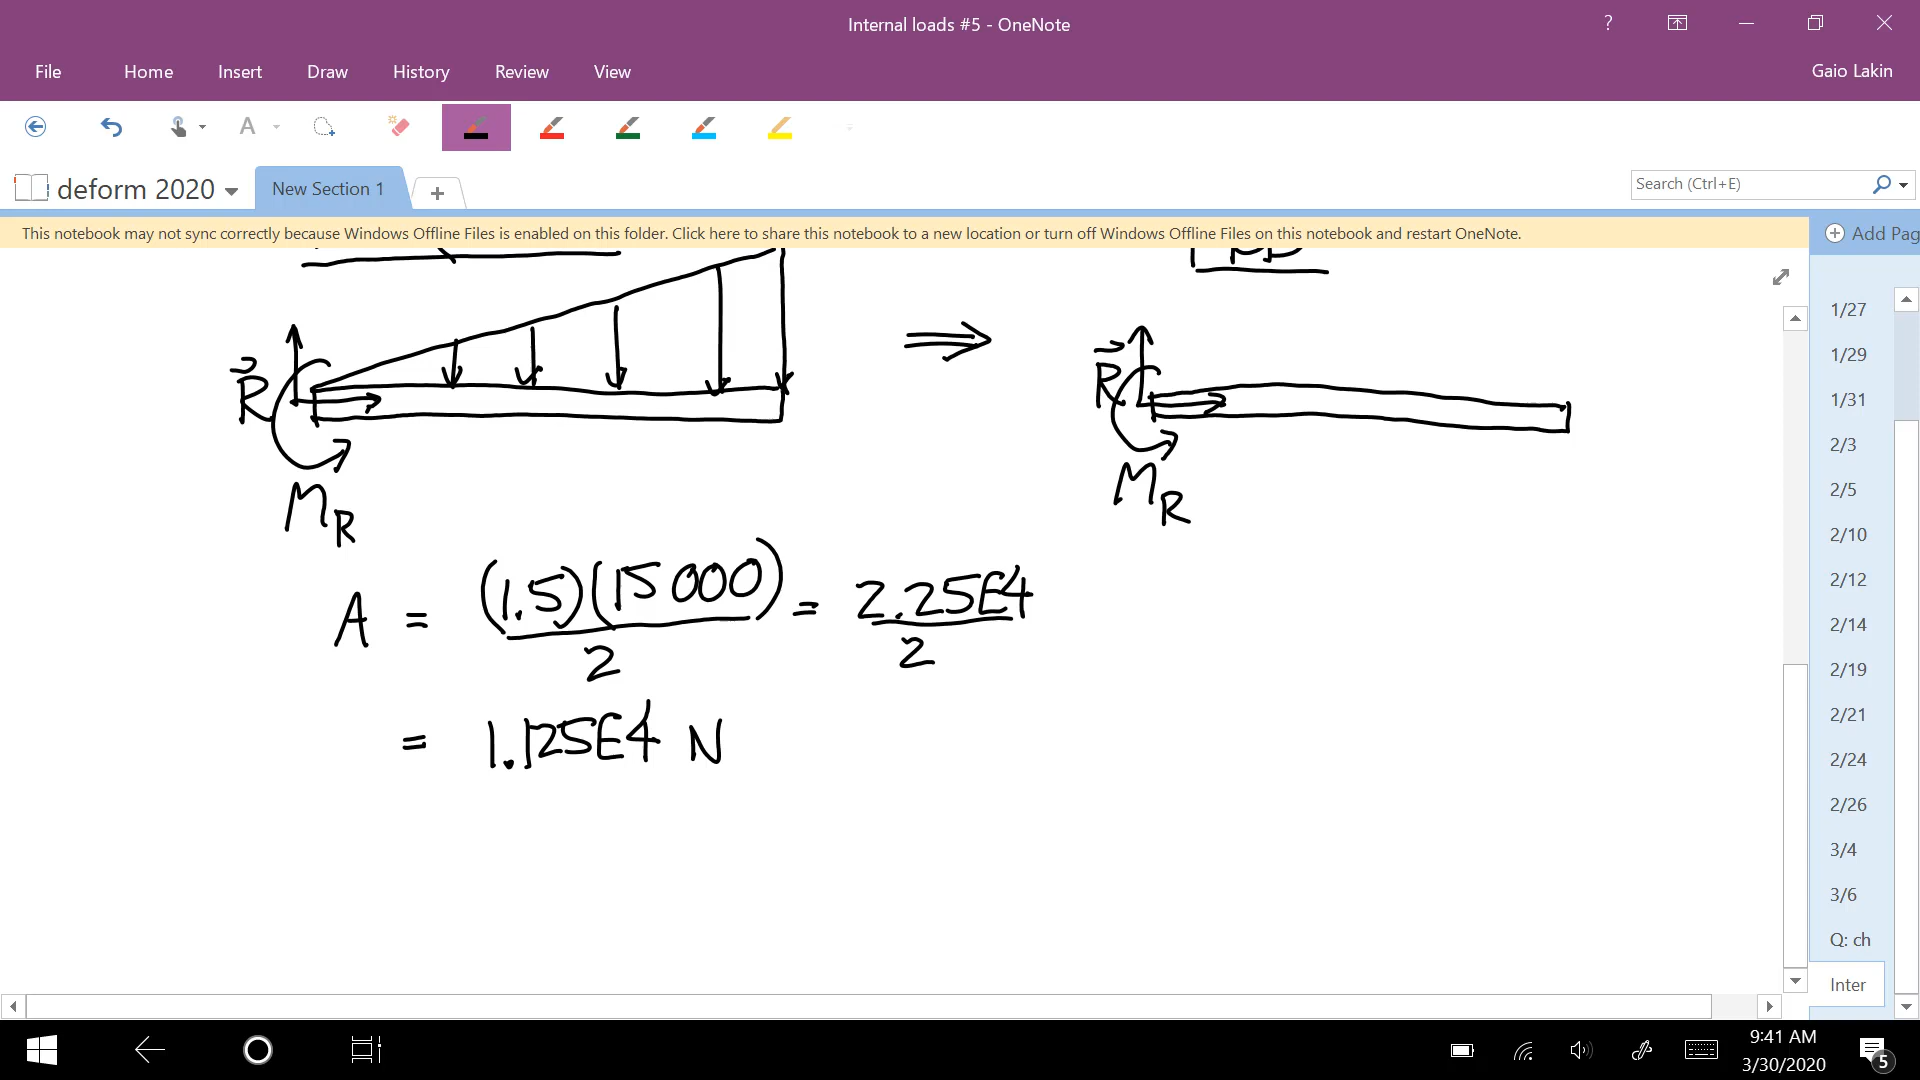 Internal loads #5 - OneNote
?
File Home Insert Draw History Review View
Gaio Lakin
A
deform 2020
New Section 1
+
Search (Ctrl+E)
This notebook may not sync correctly because Windows Offline Files is enabled on this folder. Click here to share this notebook to a new location or turn off Windows Offline Files on this notebook and restart OneNote.
Add Pag
R
M_R
R
M_R
A = (1.5)(15 000)/2 = 2.25E4/2
= 1.125E4 N
1/27
1/29
1/31
2/3
2/5
2/10
2/12
2/14
2/19
2/21
2/24
2/26
3/4
3/6
Q: ch
Inter
9:41 AM
3/30/2020
5